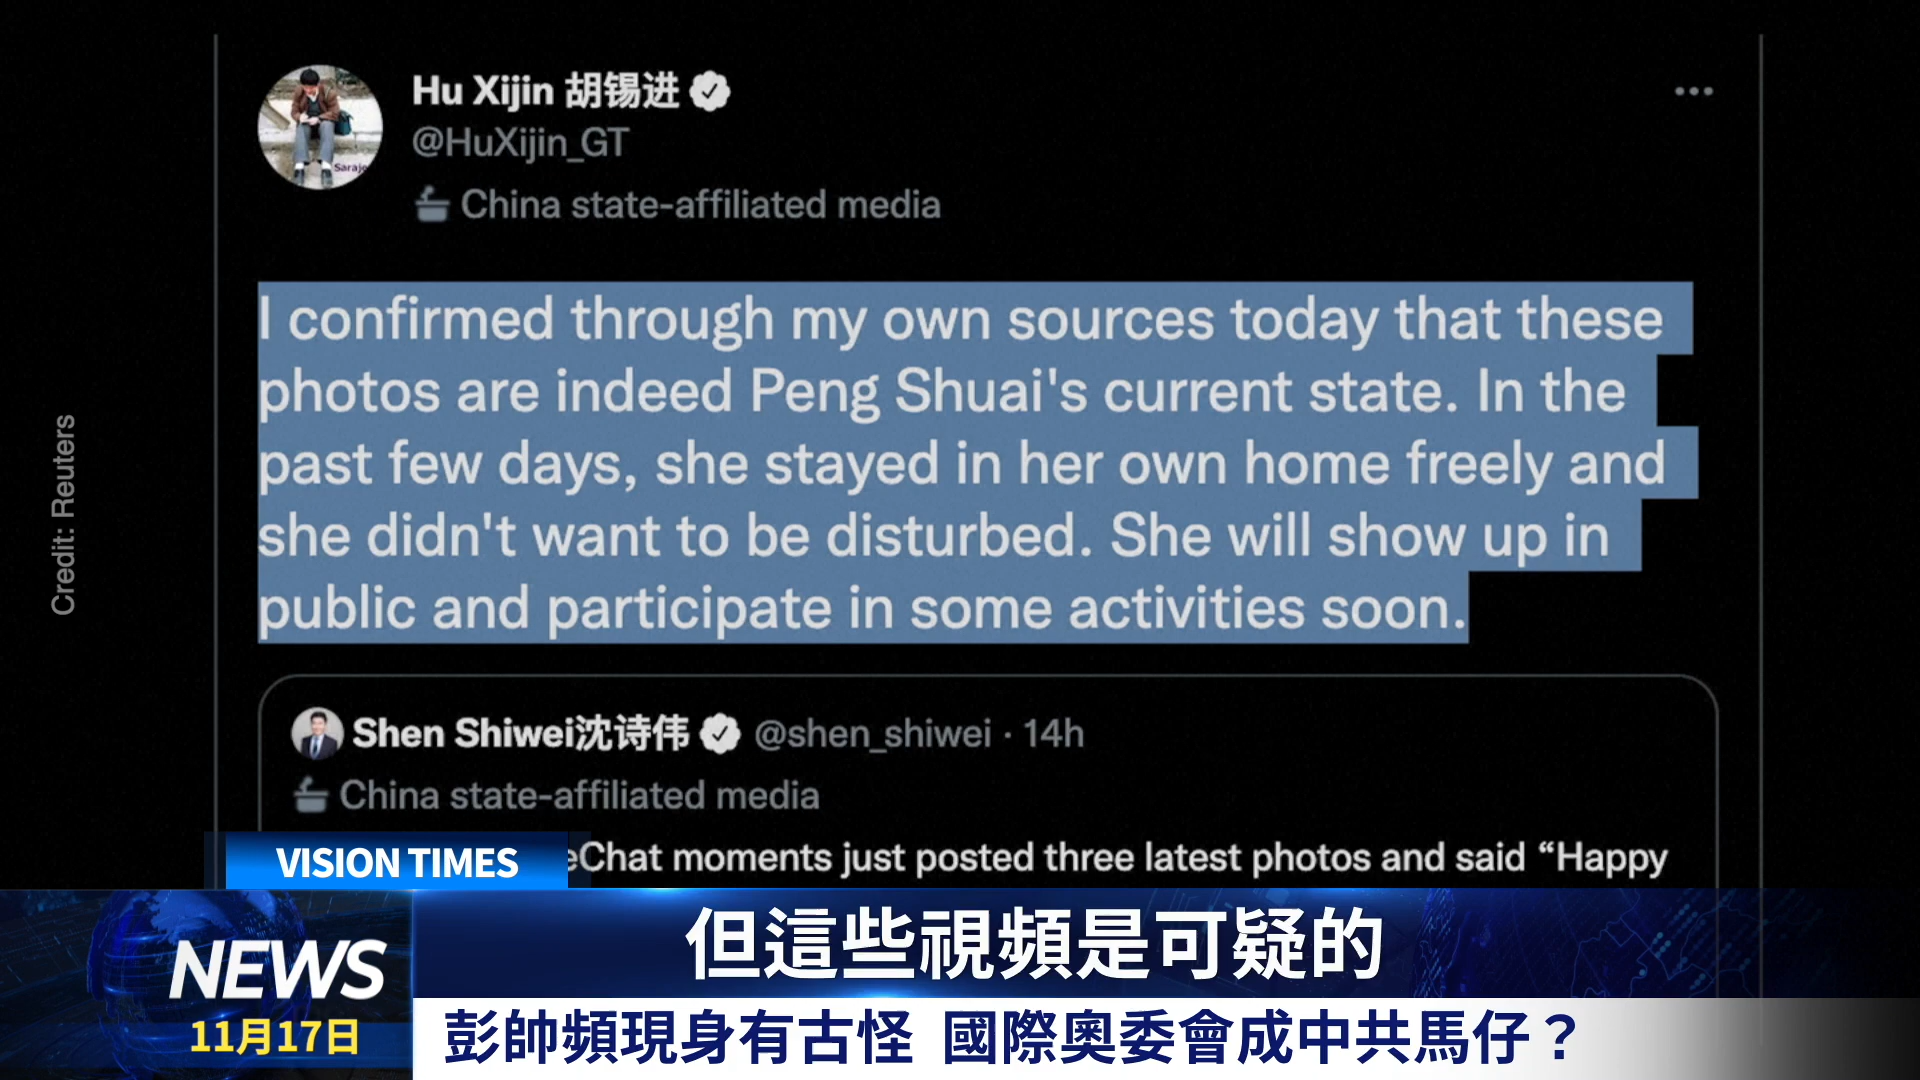 Hu Xijin 胡锡进
@HuXijin_GT
China state-affiliated media
I confirmed through my own sources today that these
photos are indeed Peng Shuai's current state. In the
past few days, she stayed in her own home freely and
she didn't want to be disturbed. She will show up in
public and participate in some activities soon.
Credit: Reuters
Shen Shiwei沈诗伟 @shen_shiwei · 14h
China state-affiliated media
eChat moments just posted three latest photos and said “Happy
VISION TIMES
NEWS
11月17日
但這些視頻是可疑的
彭帥頻現身有古怪 國際奧委會成中共馬仔？